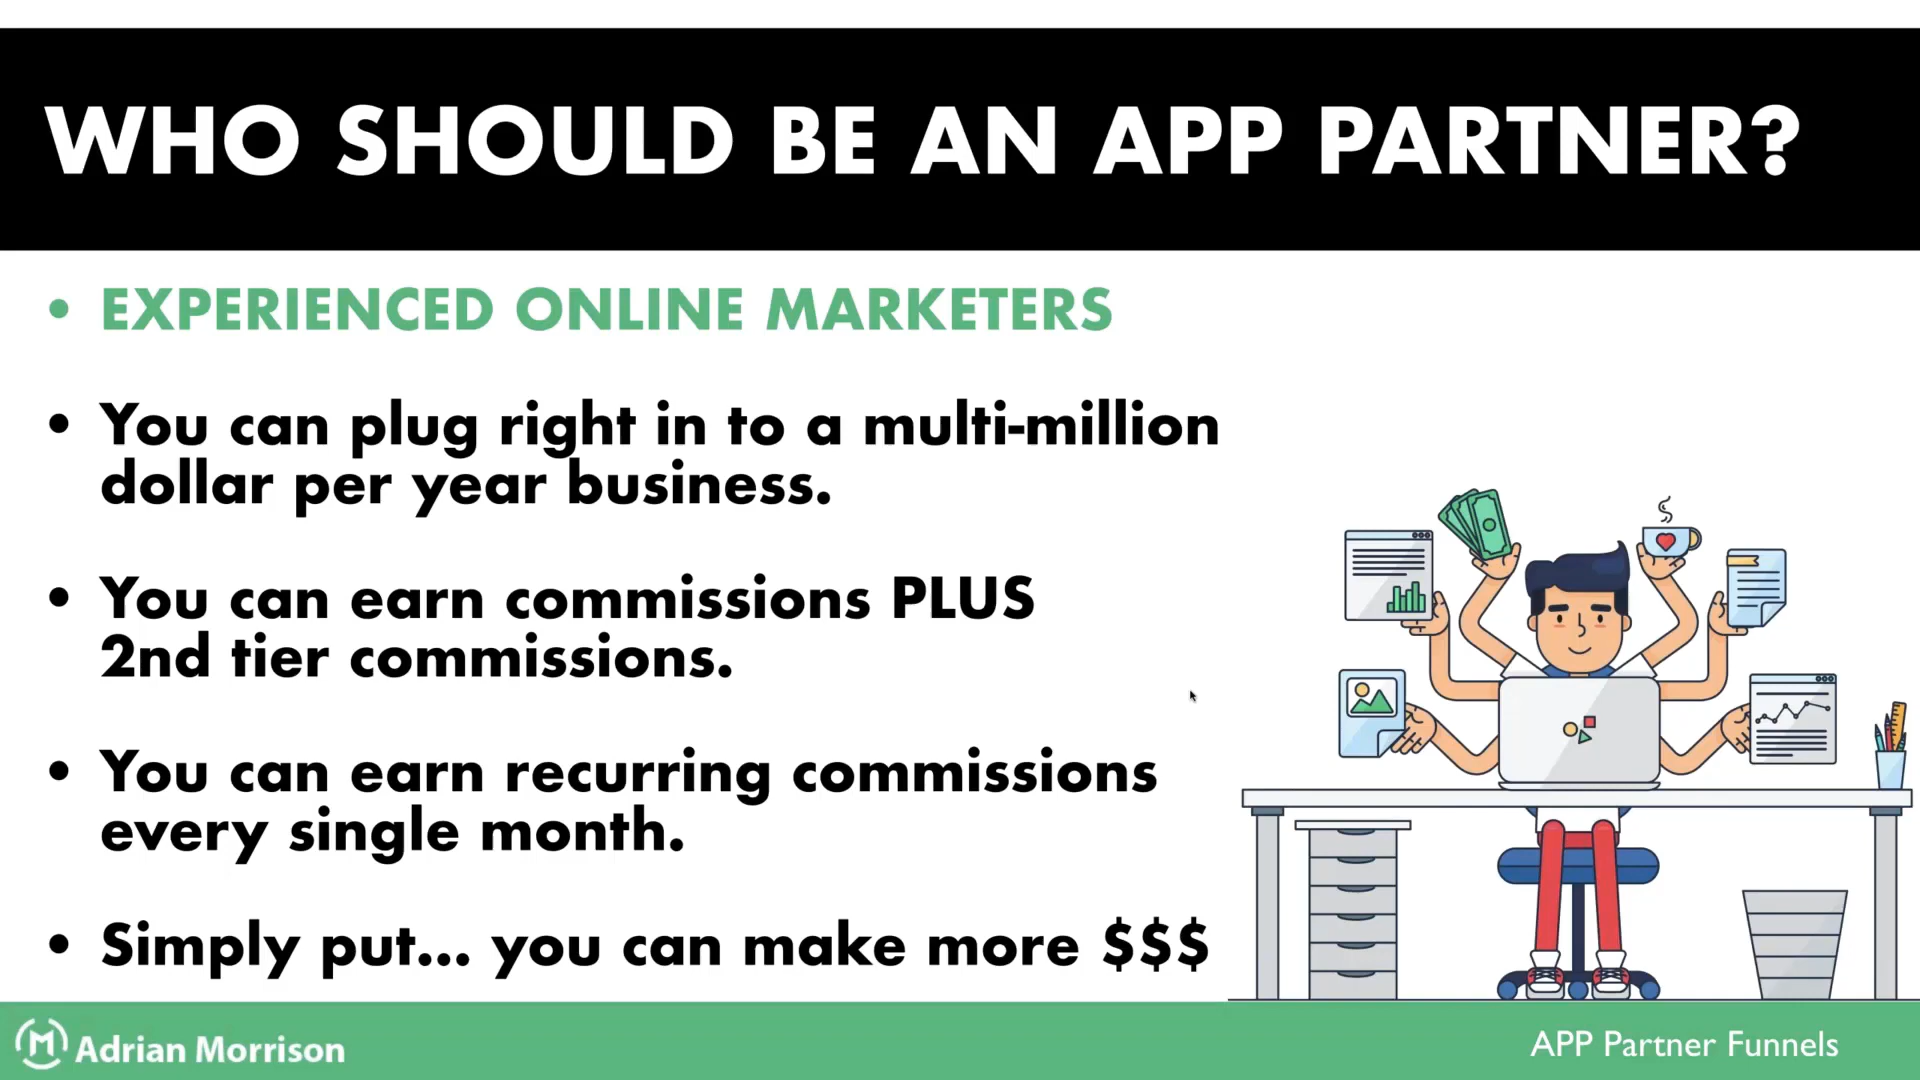 WHO SHOULD BE AN APP PARTNER?
• EXPERIENCED ONLINE MARKETERS
• You can plug right in to a multi-million
dollar per year business.
• You can earn commissions PLUS
2nd tier commissions.
• You can earn recurring commissions
every single month.
• Simply put... you can make more $$$
M Adrian Morrison
APP Partner Funnels